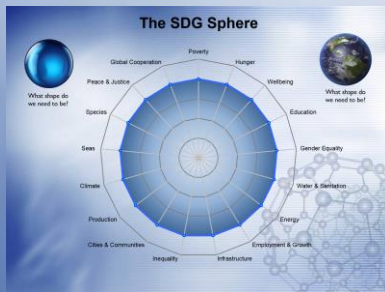 The SDG Sphere
Poverty
Hunger
Wellbeing
Education
Gender Equality
Water & Sanitation
Energy
Employment & Growth
Infrastructure
Inequality
Cities & Communities
Production
Climate
Seas
Species
Peace & Justice
Global Cooperation
What shape do
we need to be?
What shape do
we need to be?